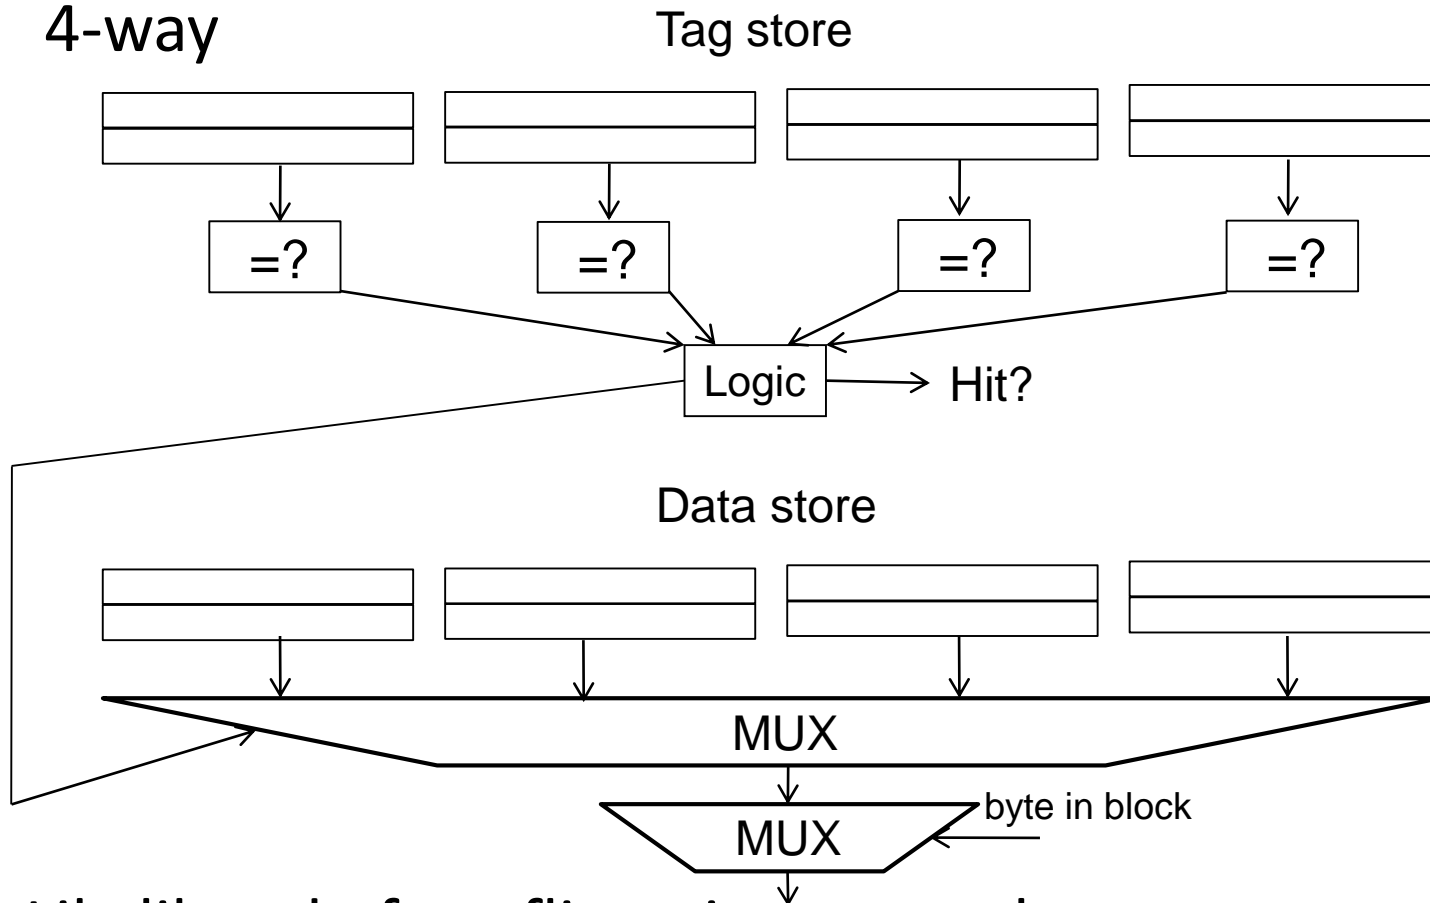 4-way
Tag store
=? =? =? =?
Logic
Hit?
Data store
MUX
byte in block
MUX